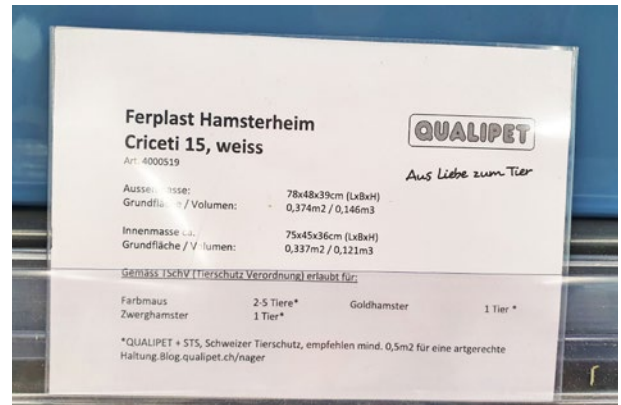 Ferplast Hamsterheim
Criceti 15, weiss
Art. 4000519
QUALIPET
Aus Liebe zum Tier
Aussenmasse: 78x48x39cm (LxBxH)
Grundfläche / Volumen: 0,374m2 / 0,146m3
Innenmasse ca. 75x45x36cm (LxBxH)
Grundfläche / Volumen: 0,337m2 / 0,121m3
Gemäss TSchV (Tierschutz Verordnung) erlaubt für:
Farbmaus 2-5 Tiere* Goldhamster 1 Tier *
Zwerghamster 1 Tier*
*QUALIPET + STS, Schweizer Tierschutz, empfehlen mind. 0,5m2 für eine artgerechte
Haltung.Blog.qualipet.ch/nager